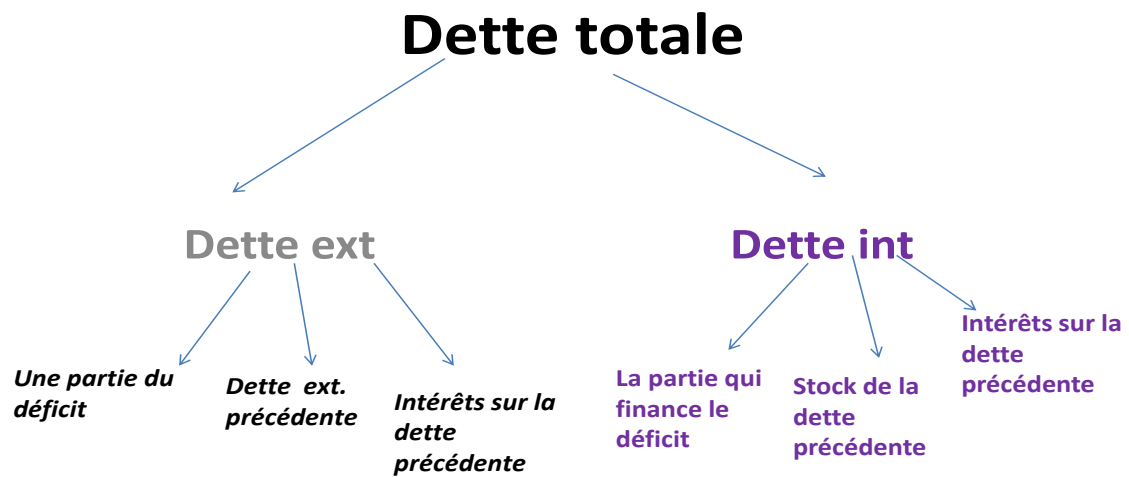 Dette totale
Dette ext
Dette int
Une partie du
déficit
Dette ext.
précédente
Intérêts sur la
dette
précédente
La partie qui
finance le
déficit
Stock de la
dette
précédente
Intérêts sur la
dette
précédente